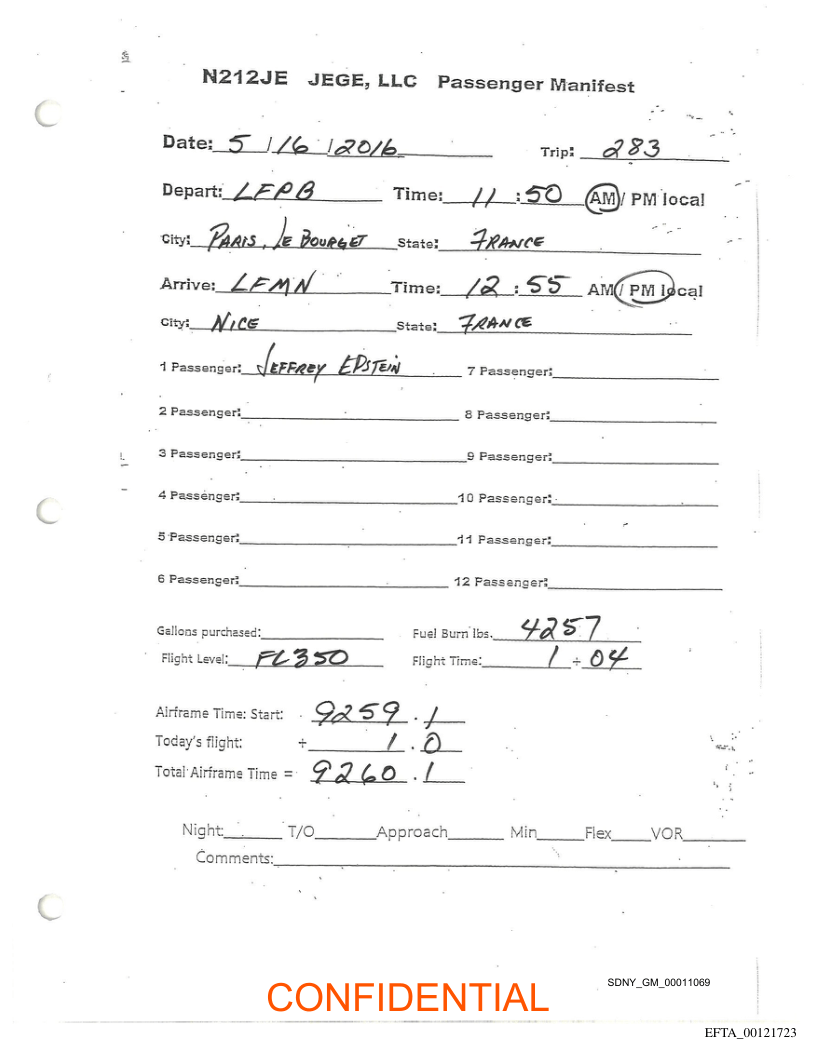 N212JE JEGE, LLC Passenger Manifest
Date: 5 / 16 / 2016 Trip: 283
Depart: LFPB Time: 11 : 50 AM / PM local
City: PARIS, LE BOURGET State: FRANCE
Arrive: LFMN Time: 12 : 55 AM / PM local
City: NICE State: FRANCE
1 Passenger: JEFFREY EPSTEIN 7 Passenger:
2 Passenger: 8 Passenger:
3 Passenger: 9 Passenger:
4 Passenger: 10 Passenger:
5 Passenger: 11 Passenger:
6 Passenger: 12 Passenger:
Gallons purchased: Fuel Burn lbs. 4257
Flight Level: FL350 Flight Time: 1 ÷ 04
Airframe Time: Start: 9259.1
Today's flight: + 1.0
Total Airframe Time = 9260.1
Night: T/O Approach Min Flex VOR
Comments:
CONFIDENTIAL
SDNY_GM_00011069
EFTA_00121723